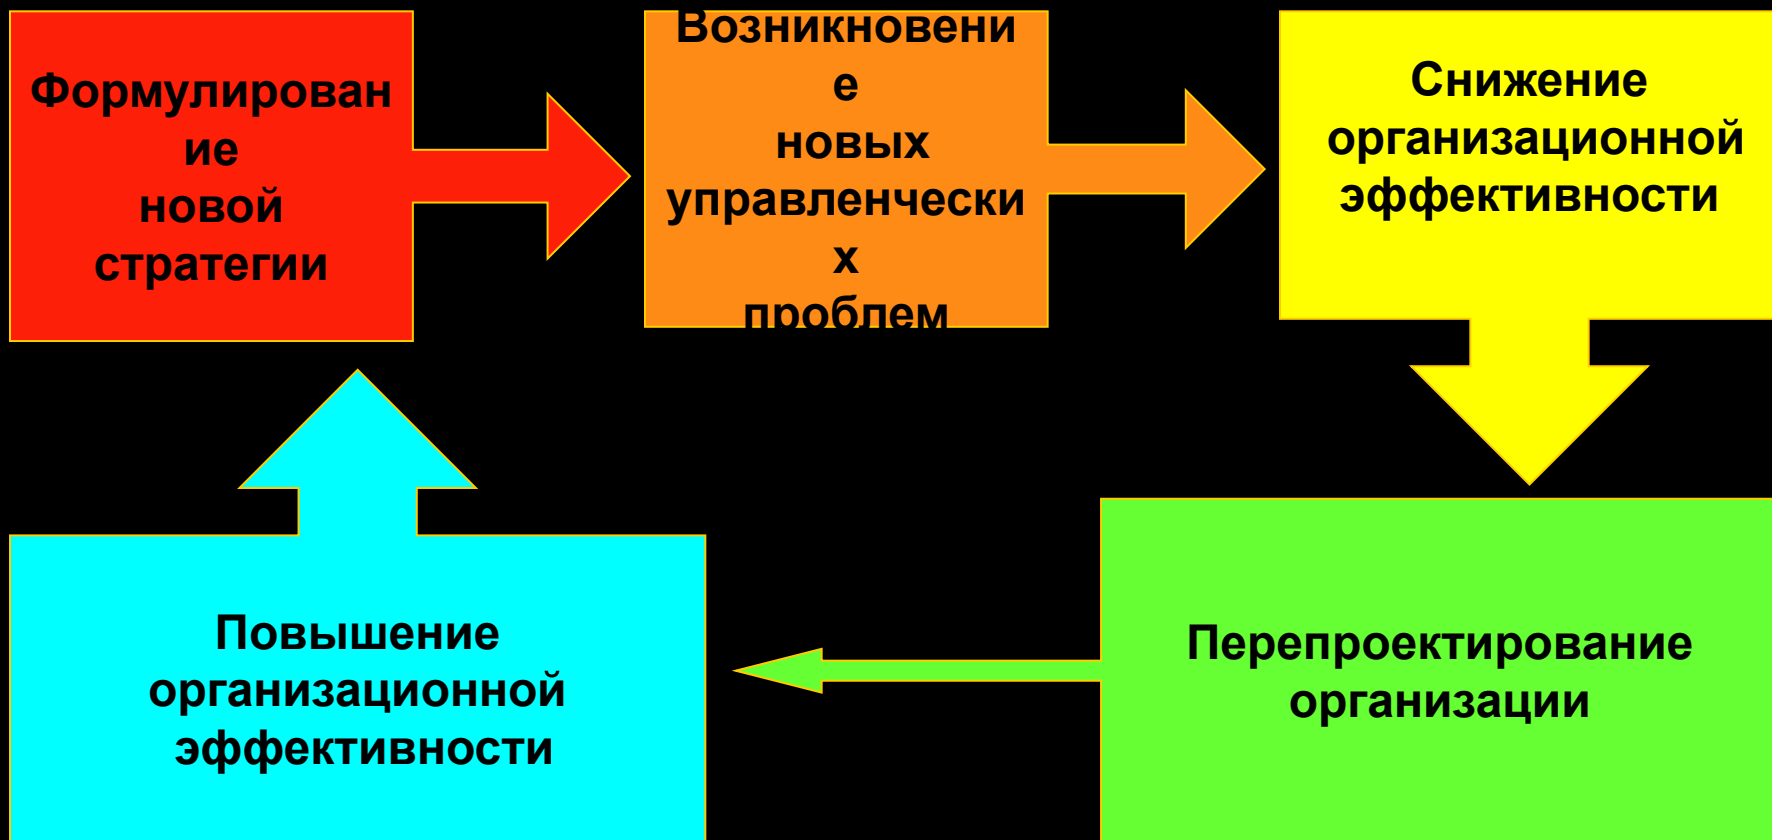 Формулирован
ие
новой
стратегии
Возникновени
е
новых
управленчески
х
проблем
Снижение
организационной
эффективности
Повышение
организационной
эффективности
Перепроектирование
организации